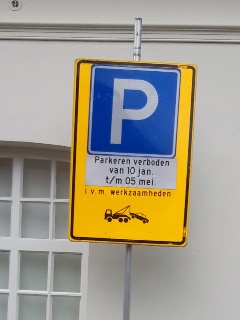 P
Parkeren verboden
van 10 jan.
t/m 05 mei.
i.v.m. werkzaamheden